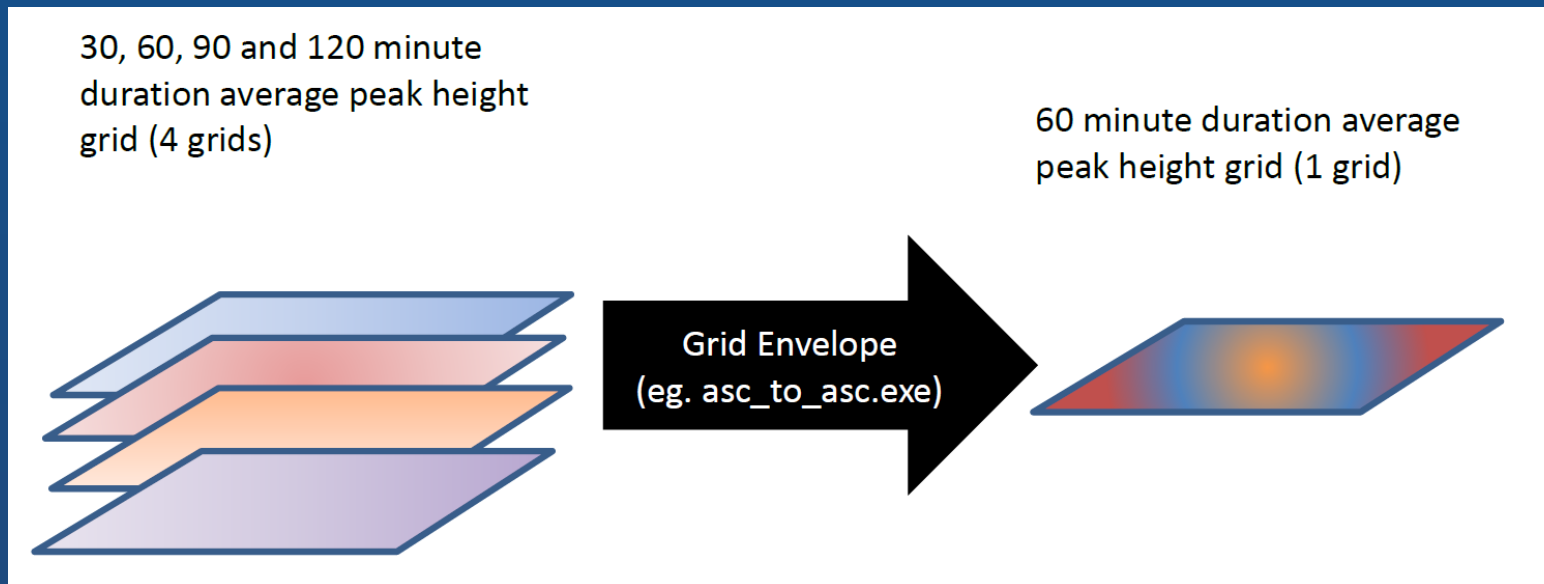 30, 60, 90 and 120 minute
duration average peak height
grid (4 grids)
60 minute duration average
peak height grid (1 grid)
Grid Envelope
(eg. asc_to_asc.exe)